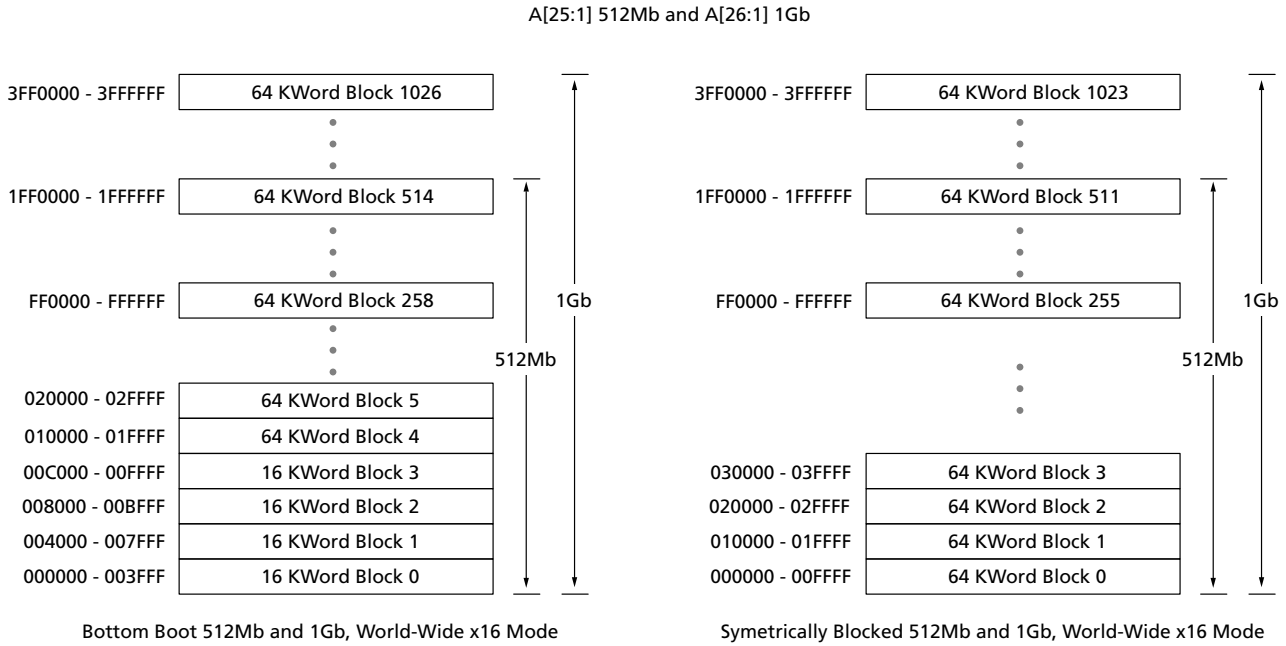 A[25:1] 512Mb and A[26:1] 1Gb
3FF0000 - 3FFFFFF
64 KWord Block 1026
1FF0000 - 1FFFFFF
64 KWord Block 514
FF0000 - FFFFFF
64 KWord Block 258
1Gb
512Mb
020000 - 02FFFF
64 KWord Block 5
010000 - 01FFFF
64 KWord Block 4
00C000 - 00FFFF
16 KWord Block 3
008000 - 00BFFF
16 KWord Block 2
004000 - 007FFF
16 KWord Block 1
000000 - 003FFF
16 KWord Block 0
Bottom Boot 512Mb and 1Gb, World-Wide x16 Mode
3FF0000 - 3FFFFFF
64 KWord Block 1023
1FF0000 - 1FFFFFF
64 KWord Block 511
FF0000 - FFFFFF
64 KWord Block 255
1Gb
512Mb
030000 - 03FFFF
64 KWord Block 3
020000 - 02FFFF
64 KWord Block 2
010000 - 01FFFF
64 KWord Block 1
000000 - 00FFFF
64 KWord Block 0
Symetrically Blocked 512Mb and 1Gb, World-Wide x16 Mode